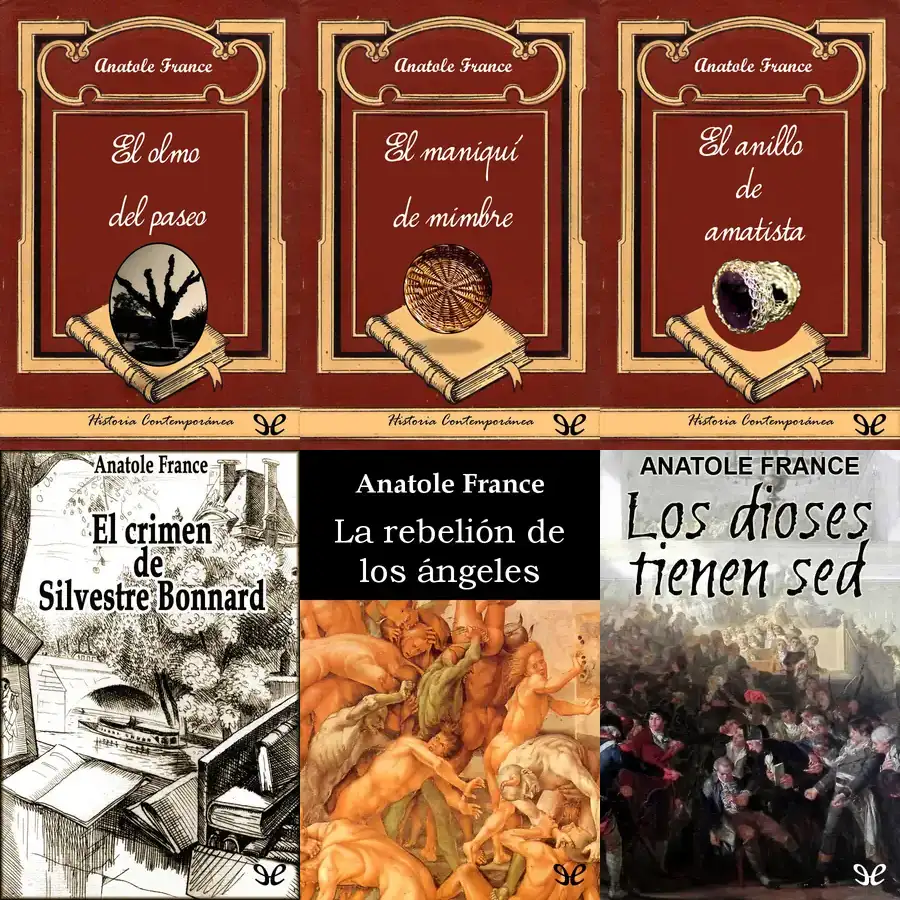 Anatole France
El olmo
del paseo
Historia Contemporánea
Anatole France
El maniquí
de mimbre
Historia Contemporánea
Anatole France
El anillo
de
amatista
Historia Contemporánea
Anatole France
El crimen
de
Silvestre Bonnard
Anatole France
La rebelión de
los ángeles
ANATOLE FRANCE
Los dioses
tienen sed